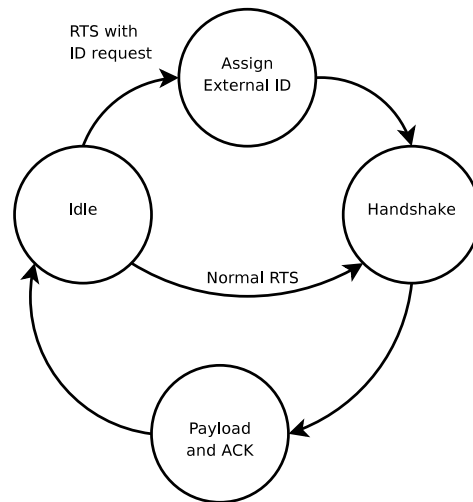 RTS with
ID request
Assign
External ID
Idle
Handshake
Normal RTS
Payload
and ACK